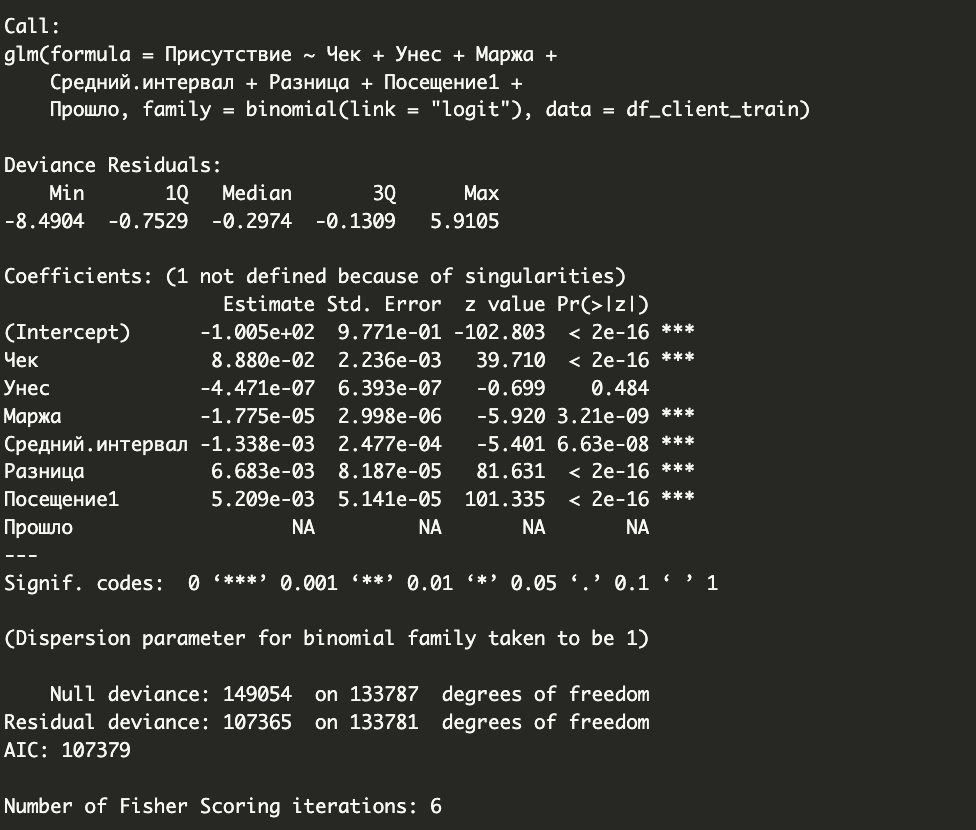 Call:
glm(formula = Присутствие ~ Чек + Унес + Маржа +
    Средний.интервал + Разница + Посещение1 +
    Прошло, family = binomial(link = "logit"), data = df_client_train)

Deviance Residuals:
    Min       1Q   Median       3Q      Max
-8.4904  -0.7529  -0.2974  -0.1309   5.9105

Coefficients: (1 not defined because of singularities)
                   Estimate Std. Error  z value Pr(>|z|)
(Intercept)      -1.005e+02  9.771e-01 -102.803  < 2e-16 ***
Чек               8.880e-02  2.236e-03   39.710  < 2e-16 ***
Унес             -4.471e-07  6.393e-07   -0.699    0.484
Маржа            -1.775e-05  2.998e-06   -5.920 3.21e-09 ***
Средний.интервал -1.338e-03  2.477e-04   -5.401 6.63e-08 ***
Разница           6.683e-03  8.187e-05   81.631  < 2e-16 ***
Посещение1        5.209e-03  5.141e-05  101.335  < 2e-16 ***
Прошло                   NA         NA       NA       NA
---
Signif. codes:  0 ‘***’ 0.001 ‘**’ 0.01 ‘*’ 0.05 ‘.’ 0.1 ‘ ’ 1

(Dispersion parameter for binomial family taken to be 1)

    Null deviance: 149054  on 133787  degrees of freedom
Residual deviance: 107365  on 133781  degrees of freedom
AIC: 107379

Number of Fisher Scoring iterations: 6